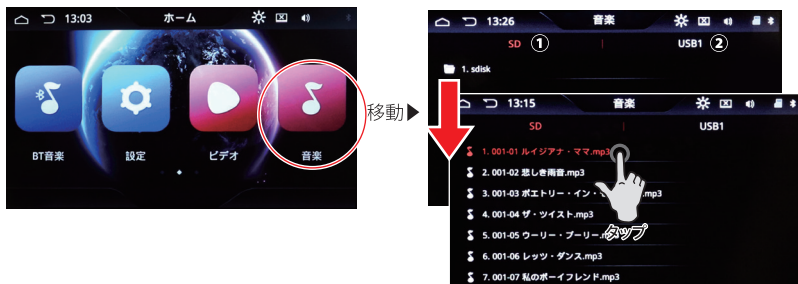 13:03 ホーム
BT音楽
設定
ビデオ
音楽
移動▶
13:26 音楽
SD ① USB1 ②
1. sdisk
13:15 音楽
SD USB1
1. 001-01 ルイジアナ・ママ.mp3
2. 001-02 悲しき雨音.mp3
3. 001-03 ポエトリー・イン・ .mp3
4. 001-04 ザ・ツイスト.mp3
5. 001-05 ウーリー・ブーリー.m
6. 001-06 レッツ・ダンス.mp3
7. 001-07 私のボーイフレンド.mp3
タップ